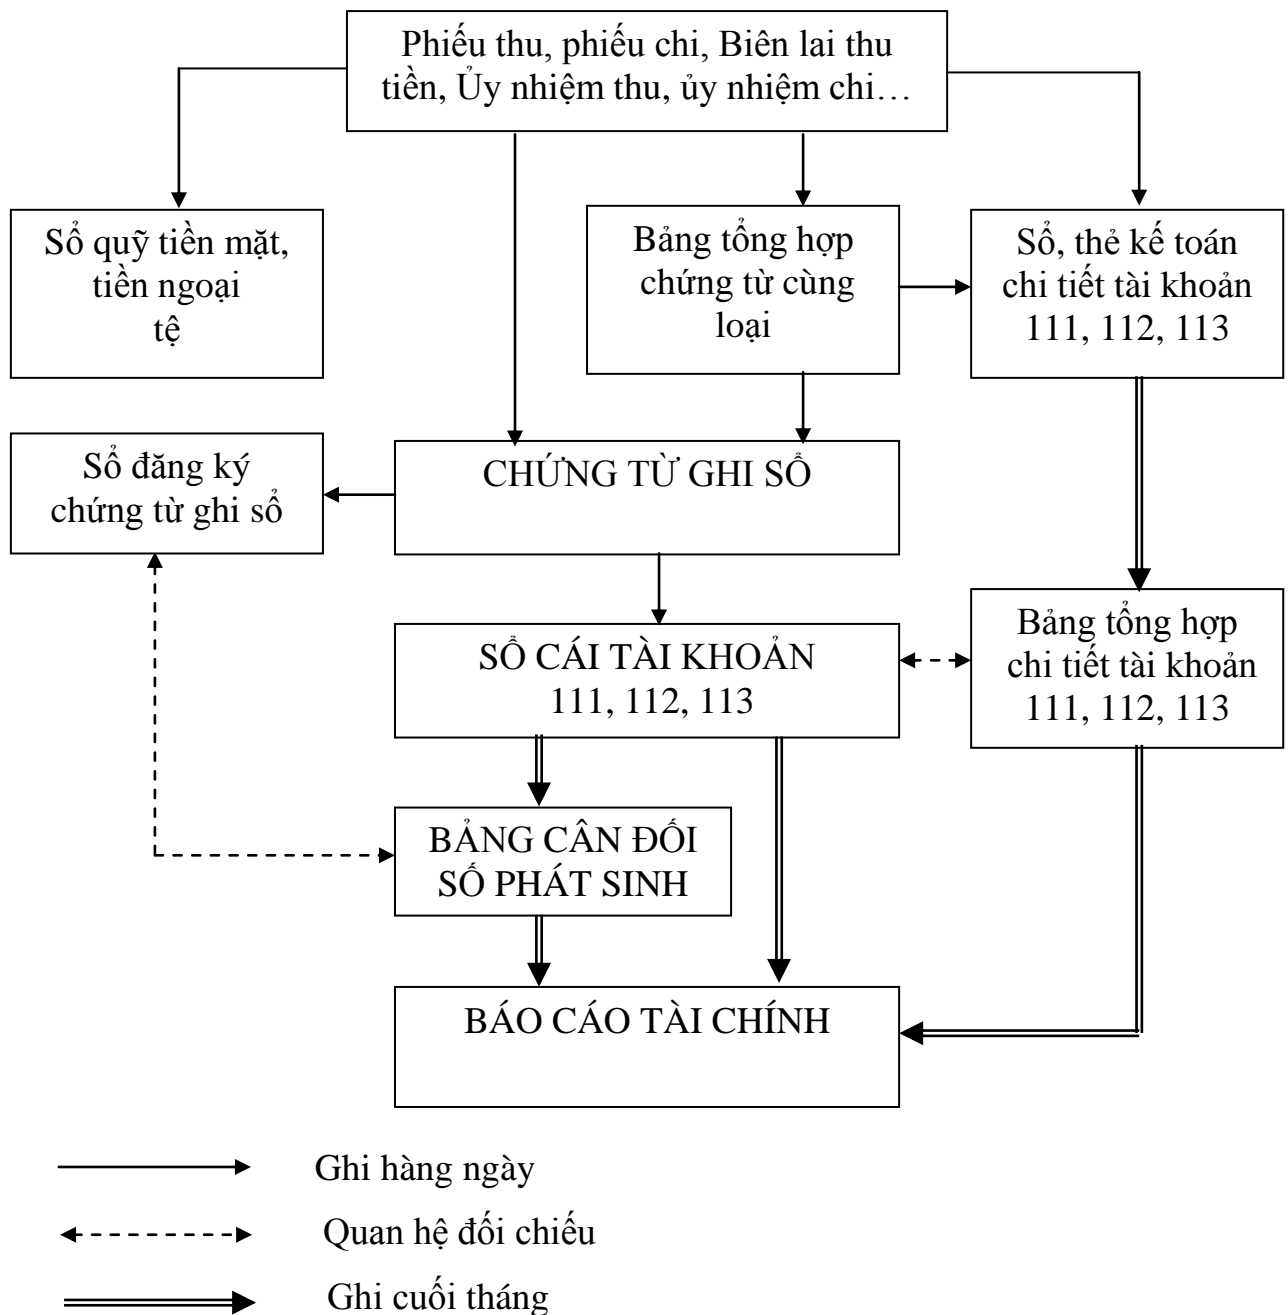 Phiếu thu, phiếu chi, Biên lai thu
tiền, Ủy nhiệm thu, ủy nhiệm chi…
Sổ quỹ tiền mặt,
tiền ngoại
tệ
Bảng tổng hợp
chứng từ cùng
loại
Sổ, thẻ kế toán
chi tiết tài khoản
111, 112, 113
Sổ đăng ký
chứng từ ghi sổ
CHỨNG TỪ GHI SỔ
SỔ CÁI TÀI KHOẢN
111, 112, 113
Bảng tổng hợp
chi tiết tài khoản
111, 112, 113
BẢNG CÂN ĐỐI
SỐ PHÁT SINH
BÁO CÁO TÀI CHÍNH
Ghi hàng ngày
Quan hệ đối chiếu
Ghi cuối tháng